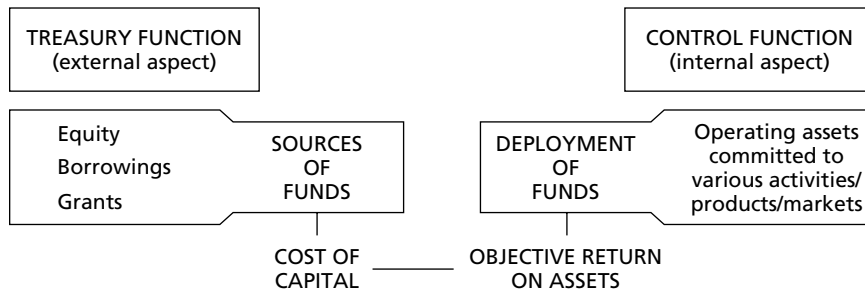 TREASURY FUNCTION
(external aspect)
CONTROL FUNCTION
(internal aspect)
Equity
Borrowings
Grants
SOURCES
OF
FUNDS
DEPLOYMENT
OF
FUNDS
Operating assets
committed to
various activities/
products/markets
COST OF
CAPITAL
OBJECTIVE RETURN
ON ASSETS